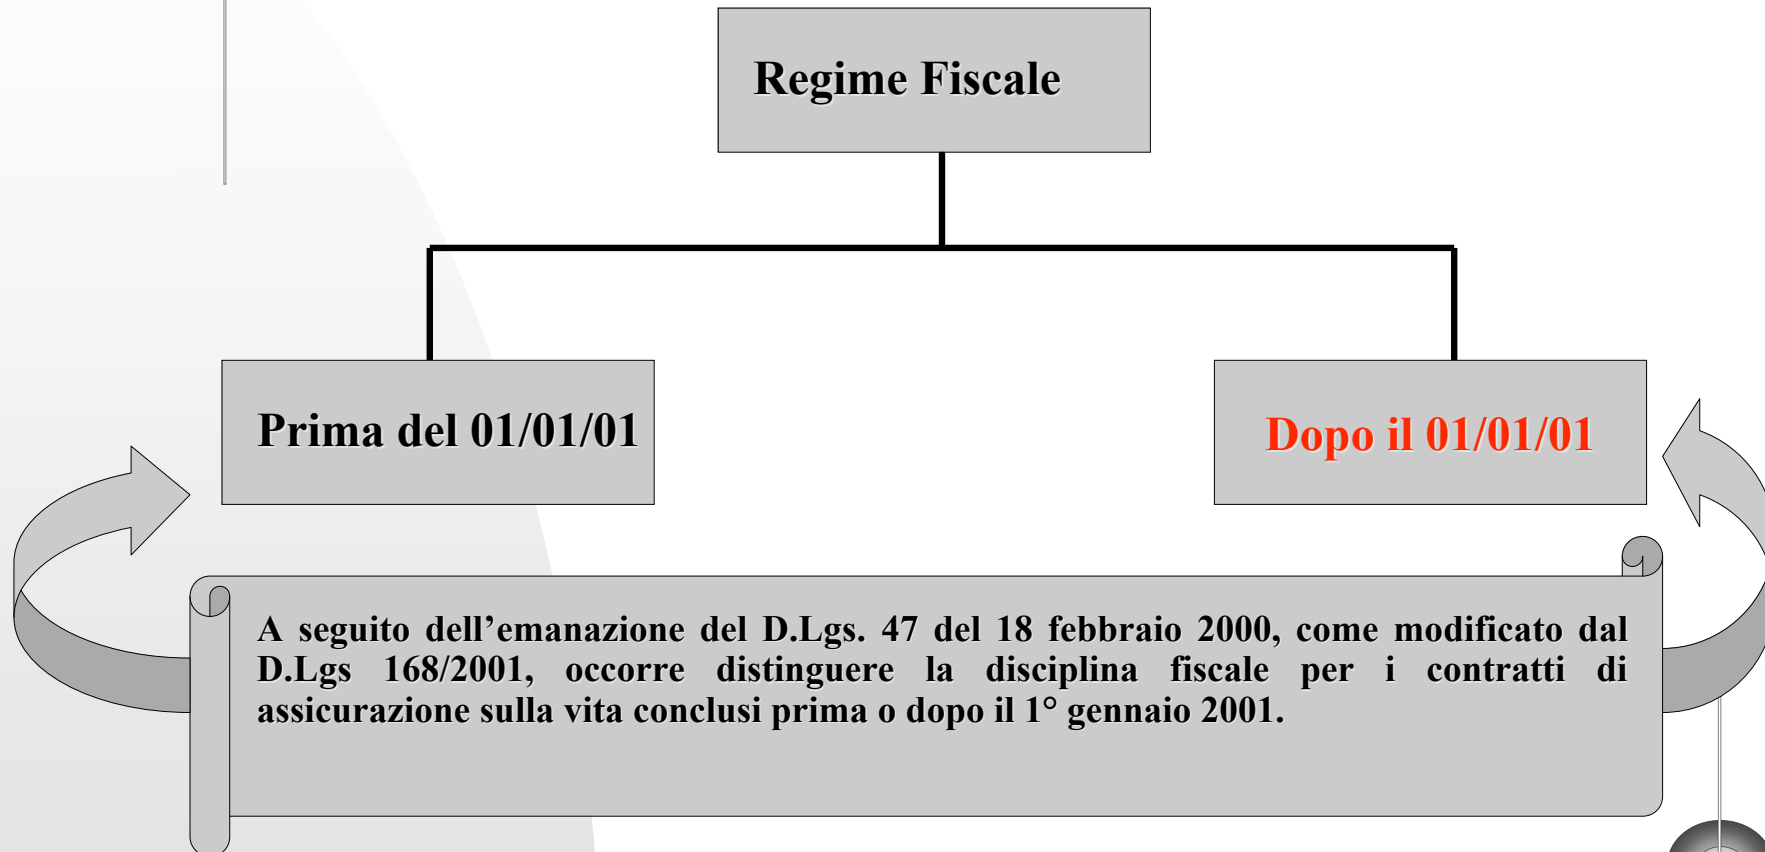 Regime Fiscale
Prima del 01/01/01
Dopo il 01/01/01
A seguito dell’emanazione del D.Lgs. 47 del 18 febbraio 2000, come modificato dal
D.Lgs 168/2001, occorre distinguere la disciplina fiscale per i contratti di
assicurazione sulla vita conclusi prima o dopo il 1° gennaio 2001.